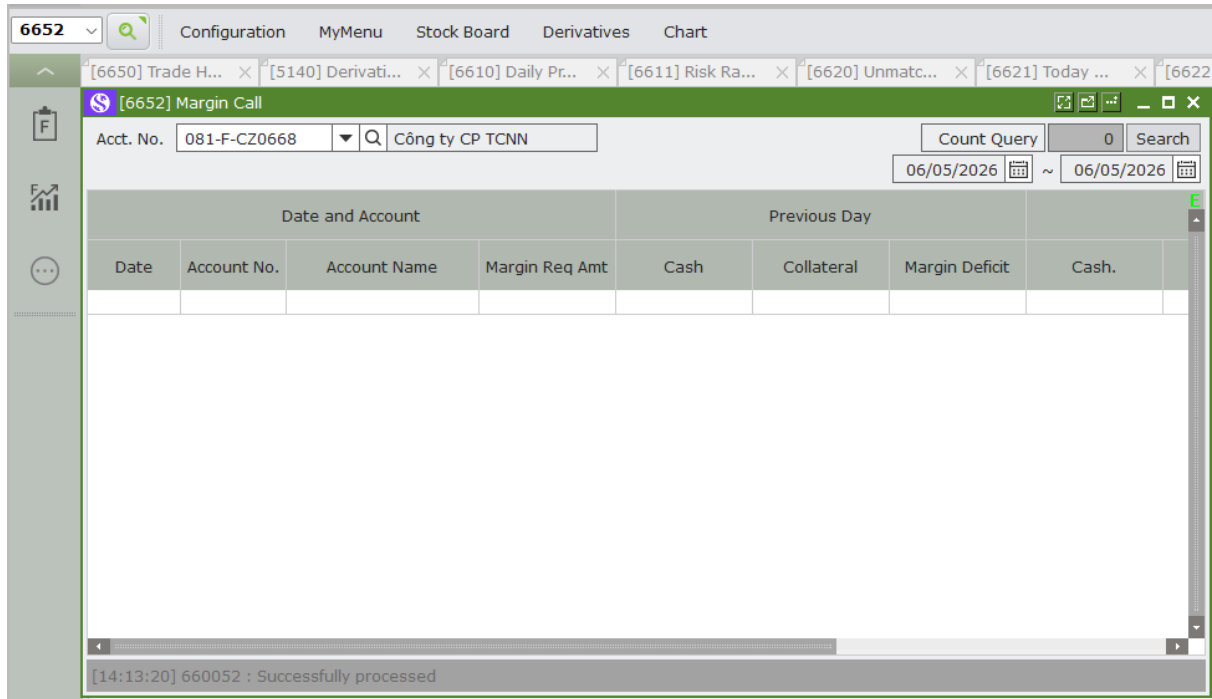 6652 Configuration MyMenu Stock Board Derivatives Chart
[6650] Trade H... [5140] Derivati... [6610] Daily Pr... [6611] Risk Ra... [6620] Unmatc... [6621] Today ... [6622
[6652] Margin Call
F
Acct. No. 081-F-CZ0668 Công ty CP TCNN Count Query 0 Search
06/05/2026 ~ 06/05/2026
F
E
Date and Account Previous Day
Date Account No. Account Name Margin Req Amt Cash Collateral Margin Deficit Cash.
[14:13:20] 660052 : Successfully processed